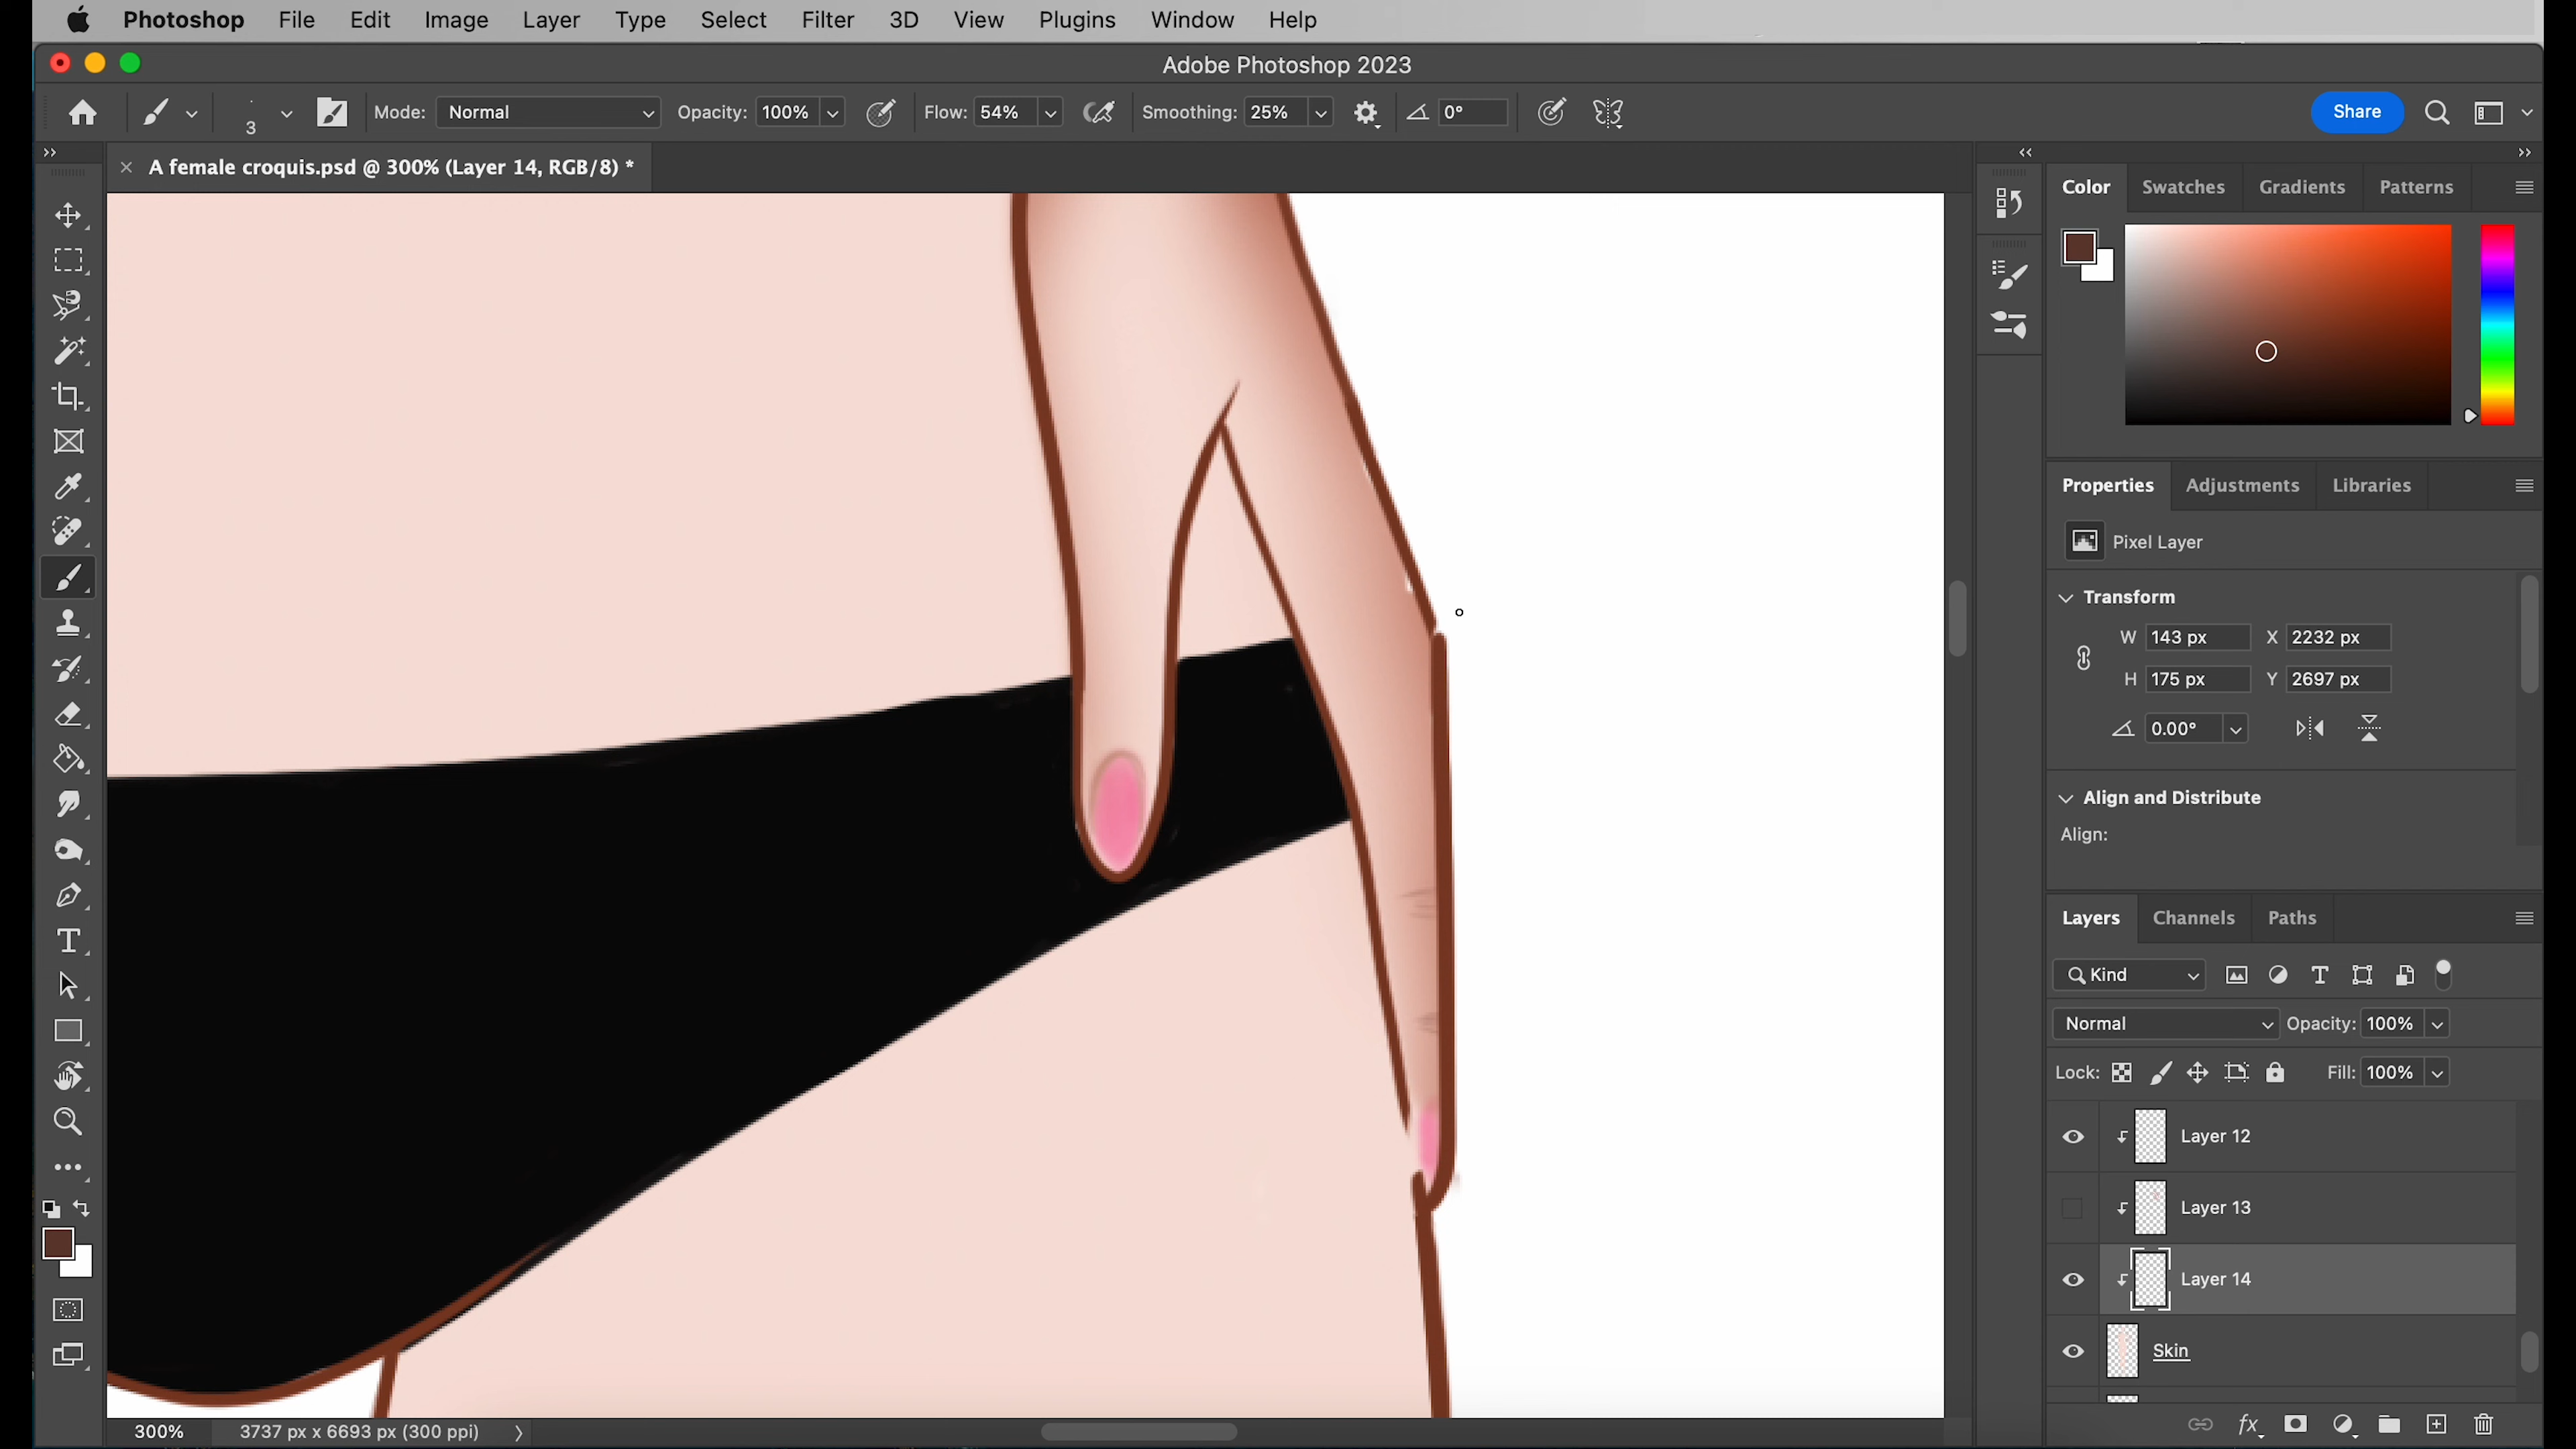 Photoshop File Edit Image Layer Type Select Filter 3D View Plugins Window Help
Adobe Photoshop 2023
3 Mode: Normal Opacity: 100% Flow: 54% Smoothing: 25% 0° Share
A female croquis.psd @ 300% (Layer 14, RGB/8) *
Color Swatches Gradients Patterns
Properties Adjustments Libraries
Pixel Layer
Transform
W 143 px X 2232 px
H 175 px Y 2697 px
0.00°
Align and Distribute
Align:
Layers Channels Paths
Kind
Normal Opacity: 100%
Lock: Fill: 100%
Layer 12
Layer 13
Layer 14
Skin
300% 3737 px x 6693 px (300 ppi)